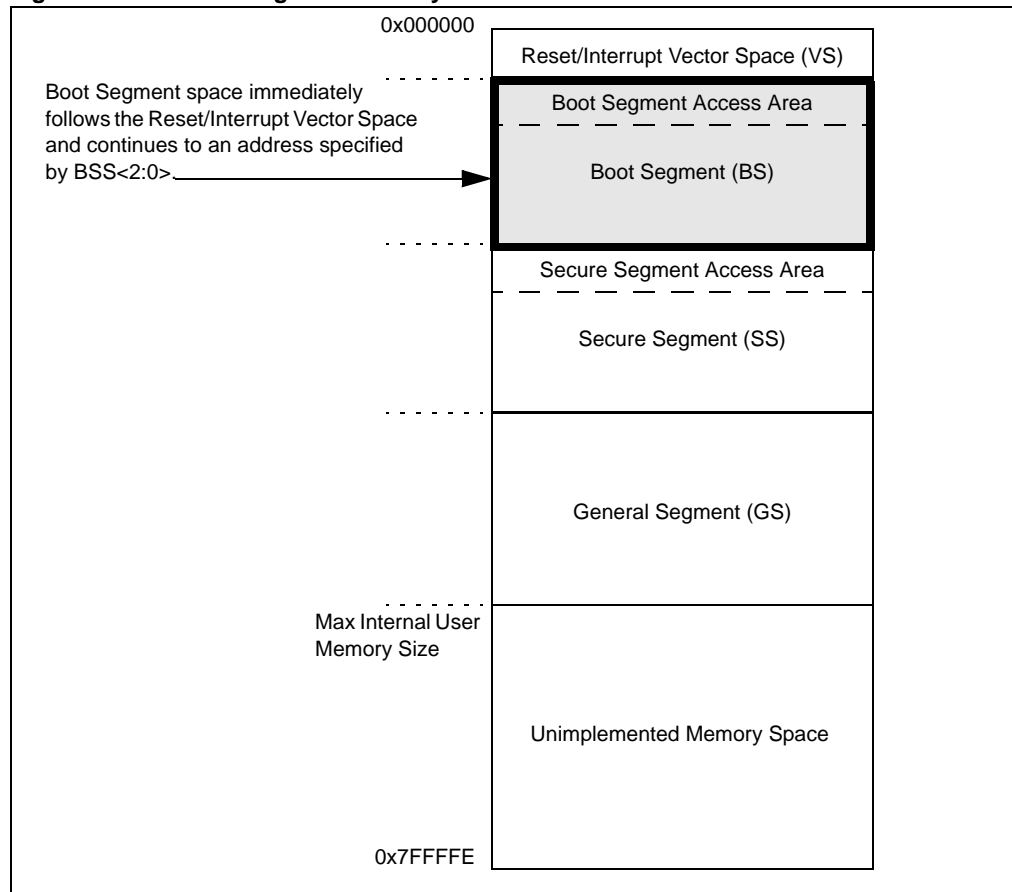 0x000000
Reset/Interrupt Vector Space (VS)
Boot Segment space immediately
follows the Reset/Interrupt Vector Space
and continues to an address specified
by BSS<2:0>.
Boot Segment Access Area
Boot Segment (BS)
Secure Segment Access Area
Secure Segment (SS)
General Segment (GS)
Max Internal User
Memory Size
Unimplemented Memory Space
0x7FFFFE